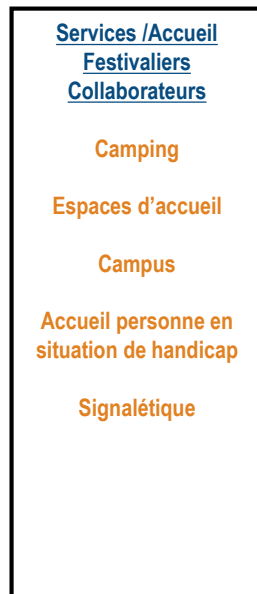 Services /Accueil
Festivaliers
Collaborateurs
Camping
Espaces d’accueil
Campus
Accueil personne en
situation de handicap
Signalétique